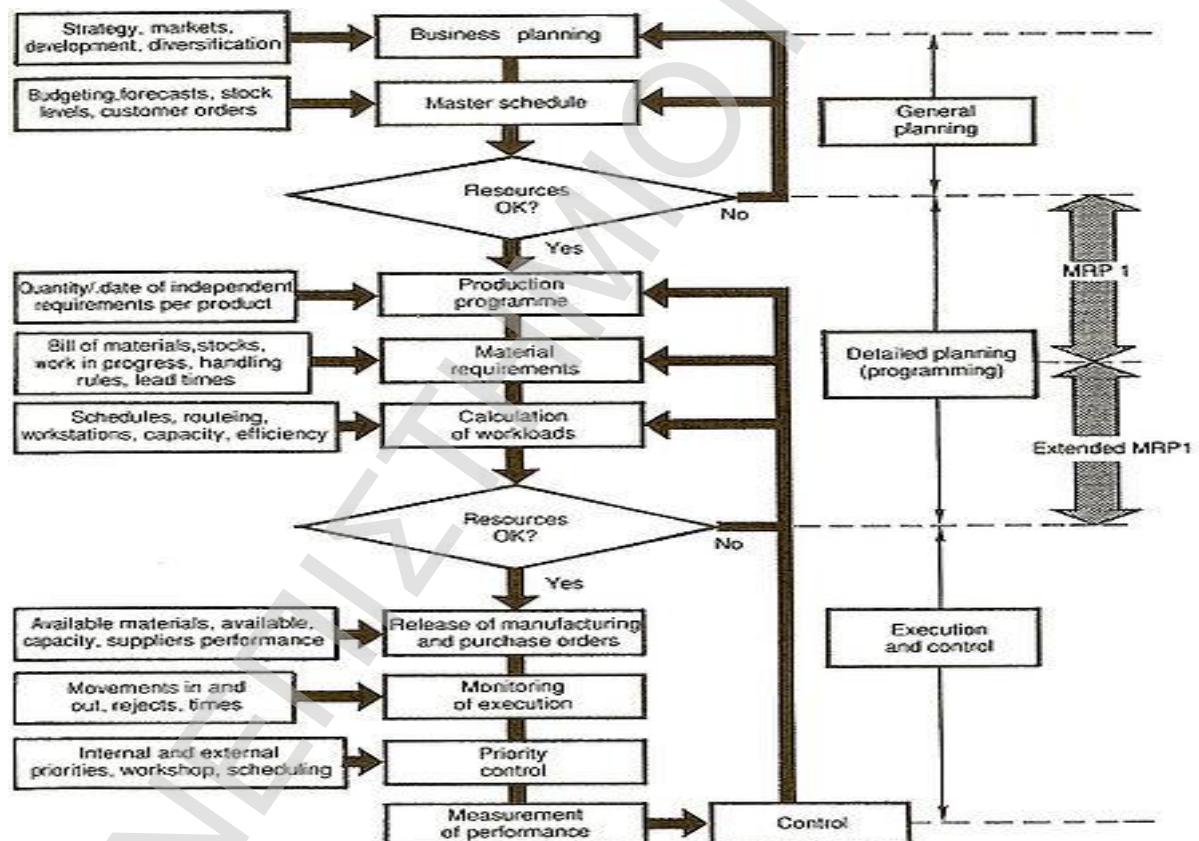 Strategy, markets,
development, diversification
Business planning
Budgeting, forecasts, stock
levels, customer orders
Master schedule
General
planning
Resources
OK?
No
Yes
MRP 1
Quantity/.date of independent
requirements per product
Production
programme
Bill of materials,stocks,
work in progress, handling
rules, lead times
Material
requirements
Detailed planning
(programming)
Schedules, routeing,
workstations, capacity, efficiency
Calculation
of workloads
Extended MRP1
Resources
OK?
No
Yes
Available materials, available,
capacity, suppliers performance
Release of manufacturing
and purchase orders
Execution
and control
Movements in and
out, rejects, times
Monitoring
of execution
Internal and external
priorities, workshop, scheduling
Priority
control
Measurement
of performance
Control
ΝΕΠΙΣΤΗΜΙΟ